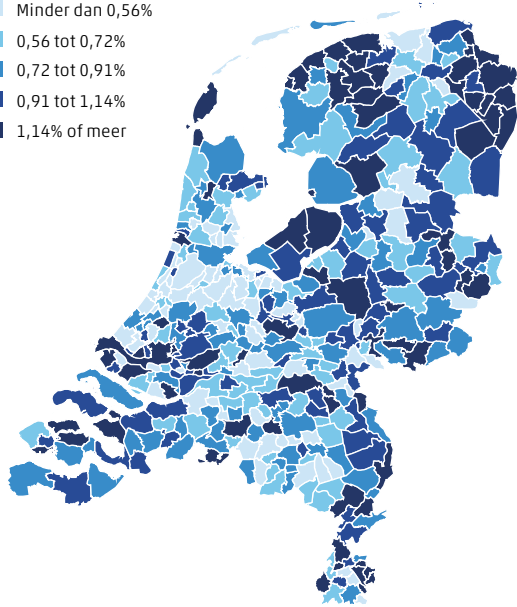 Minder dan 0,56%
0,56 tot 0,72%
0,72 tot 0,91%
0,91 tot 1,14%
1,14% of meer